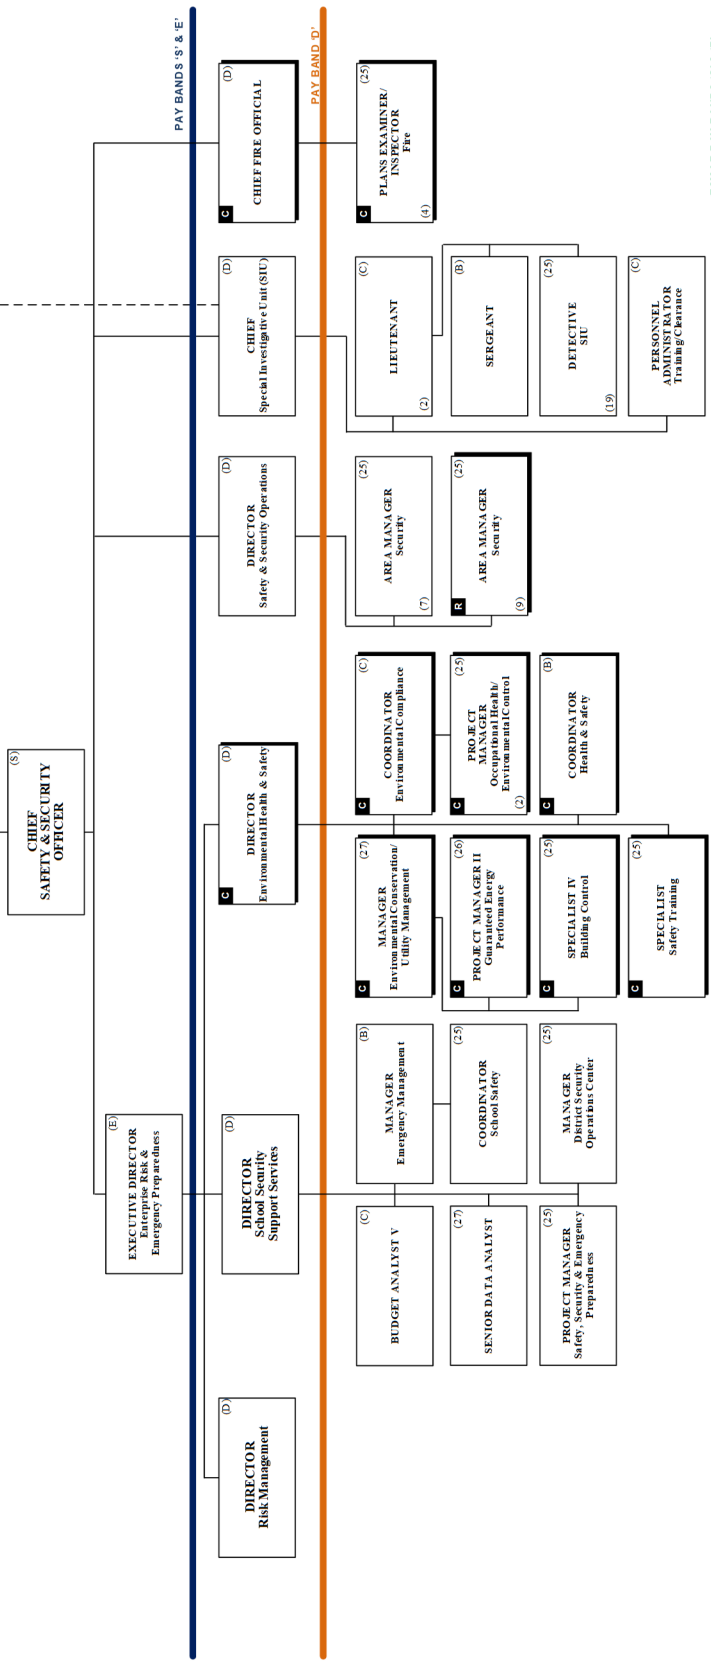 CHIEF
SAFETY & SECURITY
OFFICER
(S)
EXECUTIVE DIRECTOR
Enterprise Risk &
Emergency Preparedness
(E)
PAY BANDS 'S' & 'E'
DIRECTOR
Risk Management
(D)
DIRECTOR
School Security
Support Services
(D)
C
DIRECTOR
Environmental Health & Safety
(D)
DIRECTOR
Safety & Security Operations
(D)
CHIEF
Special Investigative Unit (SIU)
(D)
C
CHIEF FIRE OFFICIAL
(D)
PAY BAND 'D'
BUDGET ANALYST V
(C)
SENIOR DATA ANALYST
(27)
PROJECT MANAGER
Safety, Security & Emergency
Preparedness
(25)
MANAGER
Emergency Management
(B)
COORDINATOR
School Safety
(25)
MANAGER
District Security
Operations Center
(25)
C
MANAGER
Environmental Conservation/
Utility Management
(27)
C
PROJECT MANAGER II
Guaranteed Energy
Performance
(26)
C
SPECIALIST IV
Building Control
(25)
C
SPECIALIST
Safety Training
(25)
C
COORDINATOR
Environmental Compliance
(C)
C
PROJECT
MANAGER
Occupational Health/
Environmental Control
(25)
(2)
C
COORDINATOR
Health & Safety
(B)
AREA MANAGER
Security
(25)
(7)
R
AREA MANAGER
Security
(25)
(9)
LIEUTENANT
(C)
(2)
SERGEANT
(B)
DETECTIVE
SIU
(25)
(19)
PERSONNEL
ADMINISTRATOR
Training/Clearance
(C)
C
PLANS EXAMINER/
INSPECTOR
Fire
(25)
(4)